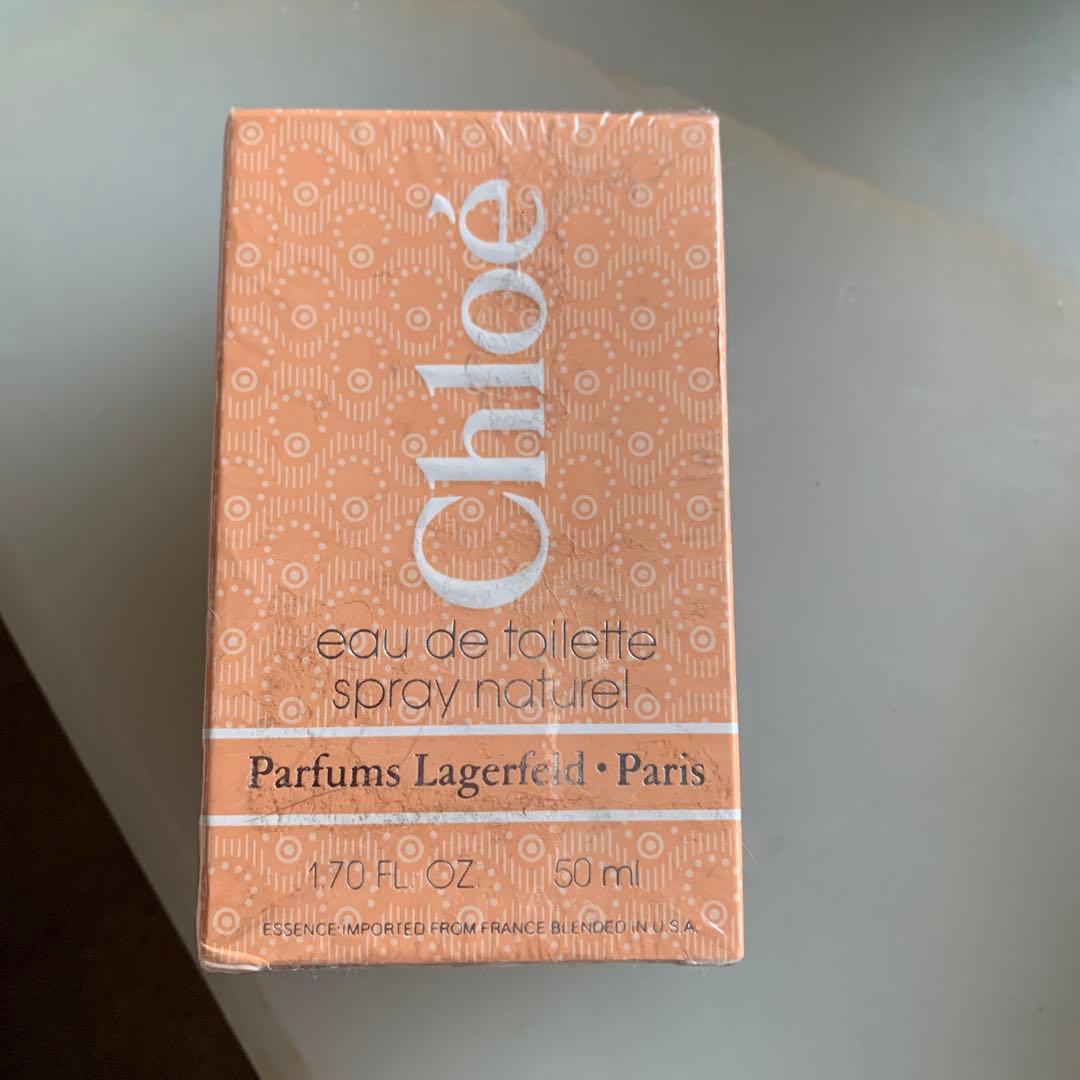 Chloé
eau de toilette
spray naturel
Parfums Lagerfeld • Paris
1.70 FL. OZ. 50 ml
ESSENCE IMPORTED FROM FRANCE BLENDED IN U.S.A.